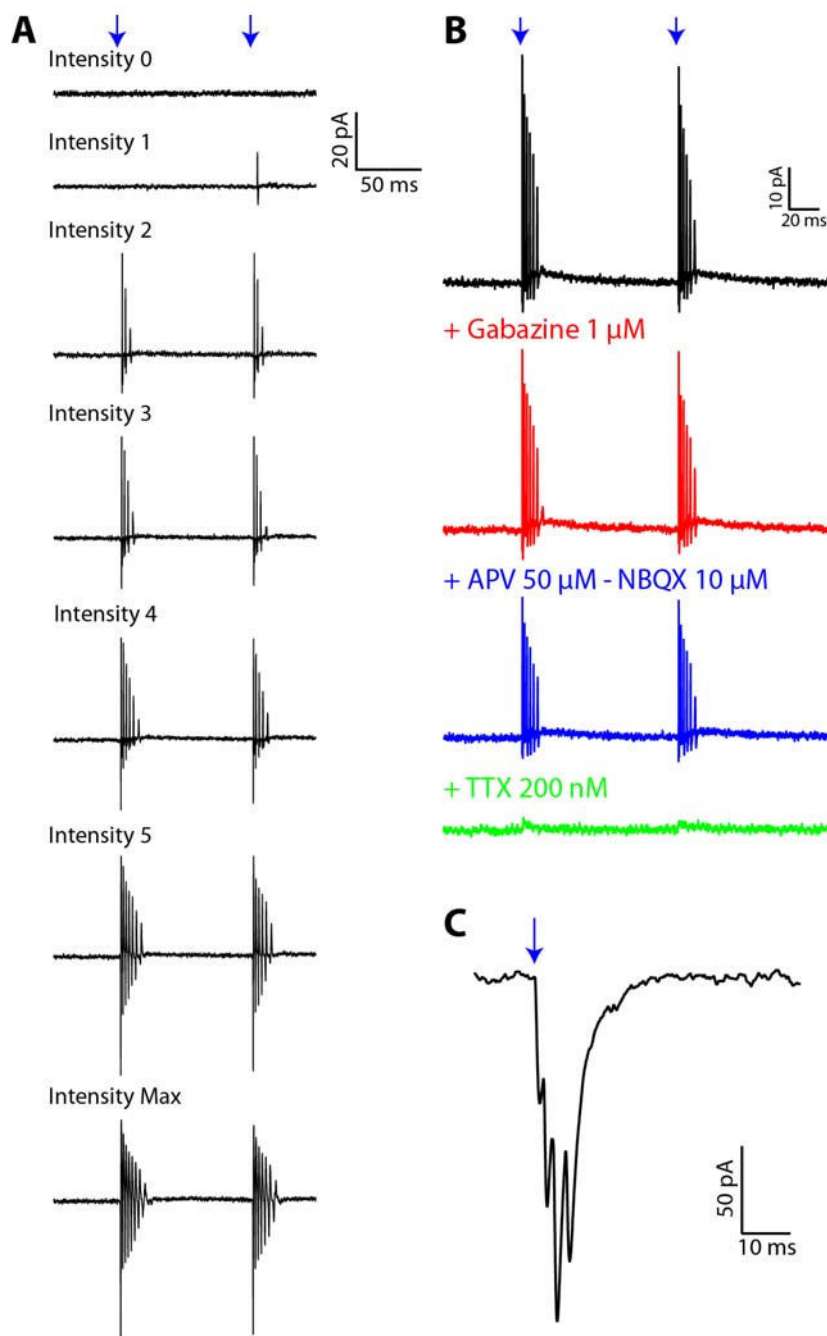 A
Intensity 0
20 pA
50 ms
Intensity 1
Intensity 2
Intensity 3
Intensity 4
Intensity 5
Intensity Max
B
10 pA
20 ms
+ Gabazine 1 µM
+ APV 50 µM - NBQX 10 µM
+ TTX 200 nM
C
50 pA
10 ms